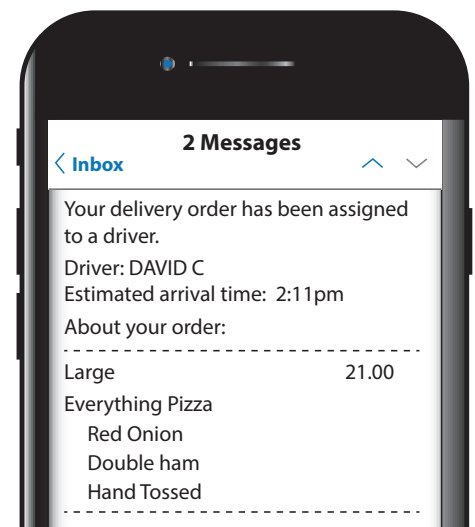 2 Messages
Inbox
Your delivery order has been assigned
to a driver.
Driver: DAVID C
Estimated arrival time: 2:11pm
About your order:
Large 21.00
Everything Pizza
Red Onion
Double ham
Hand Tossed